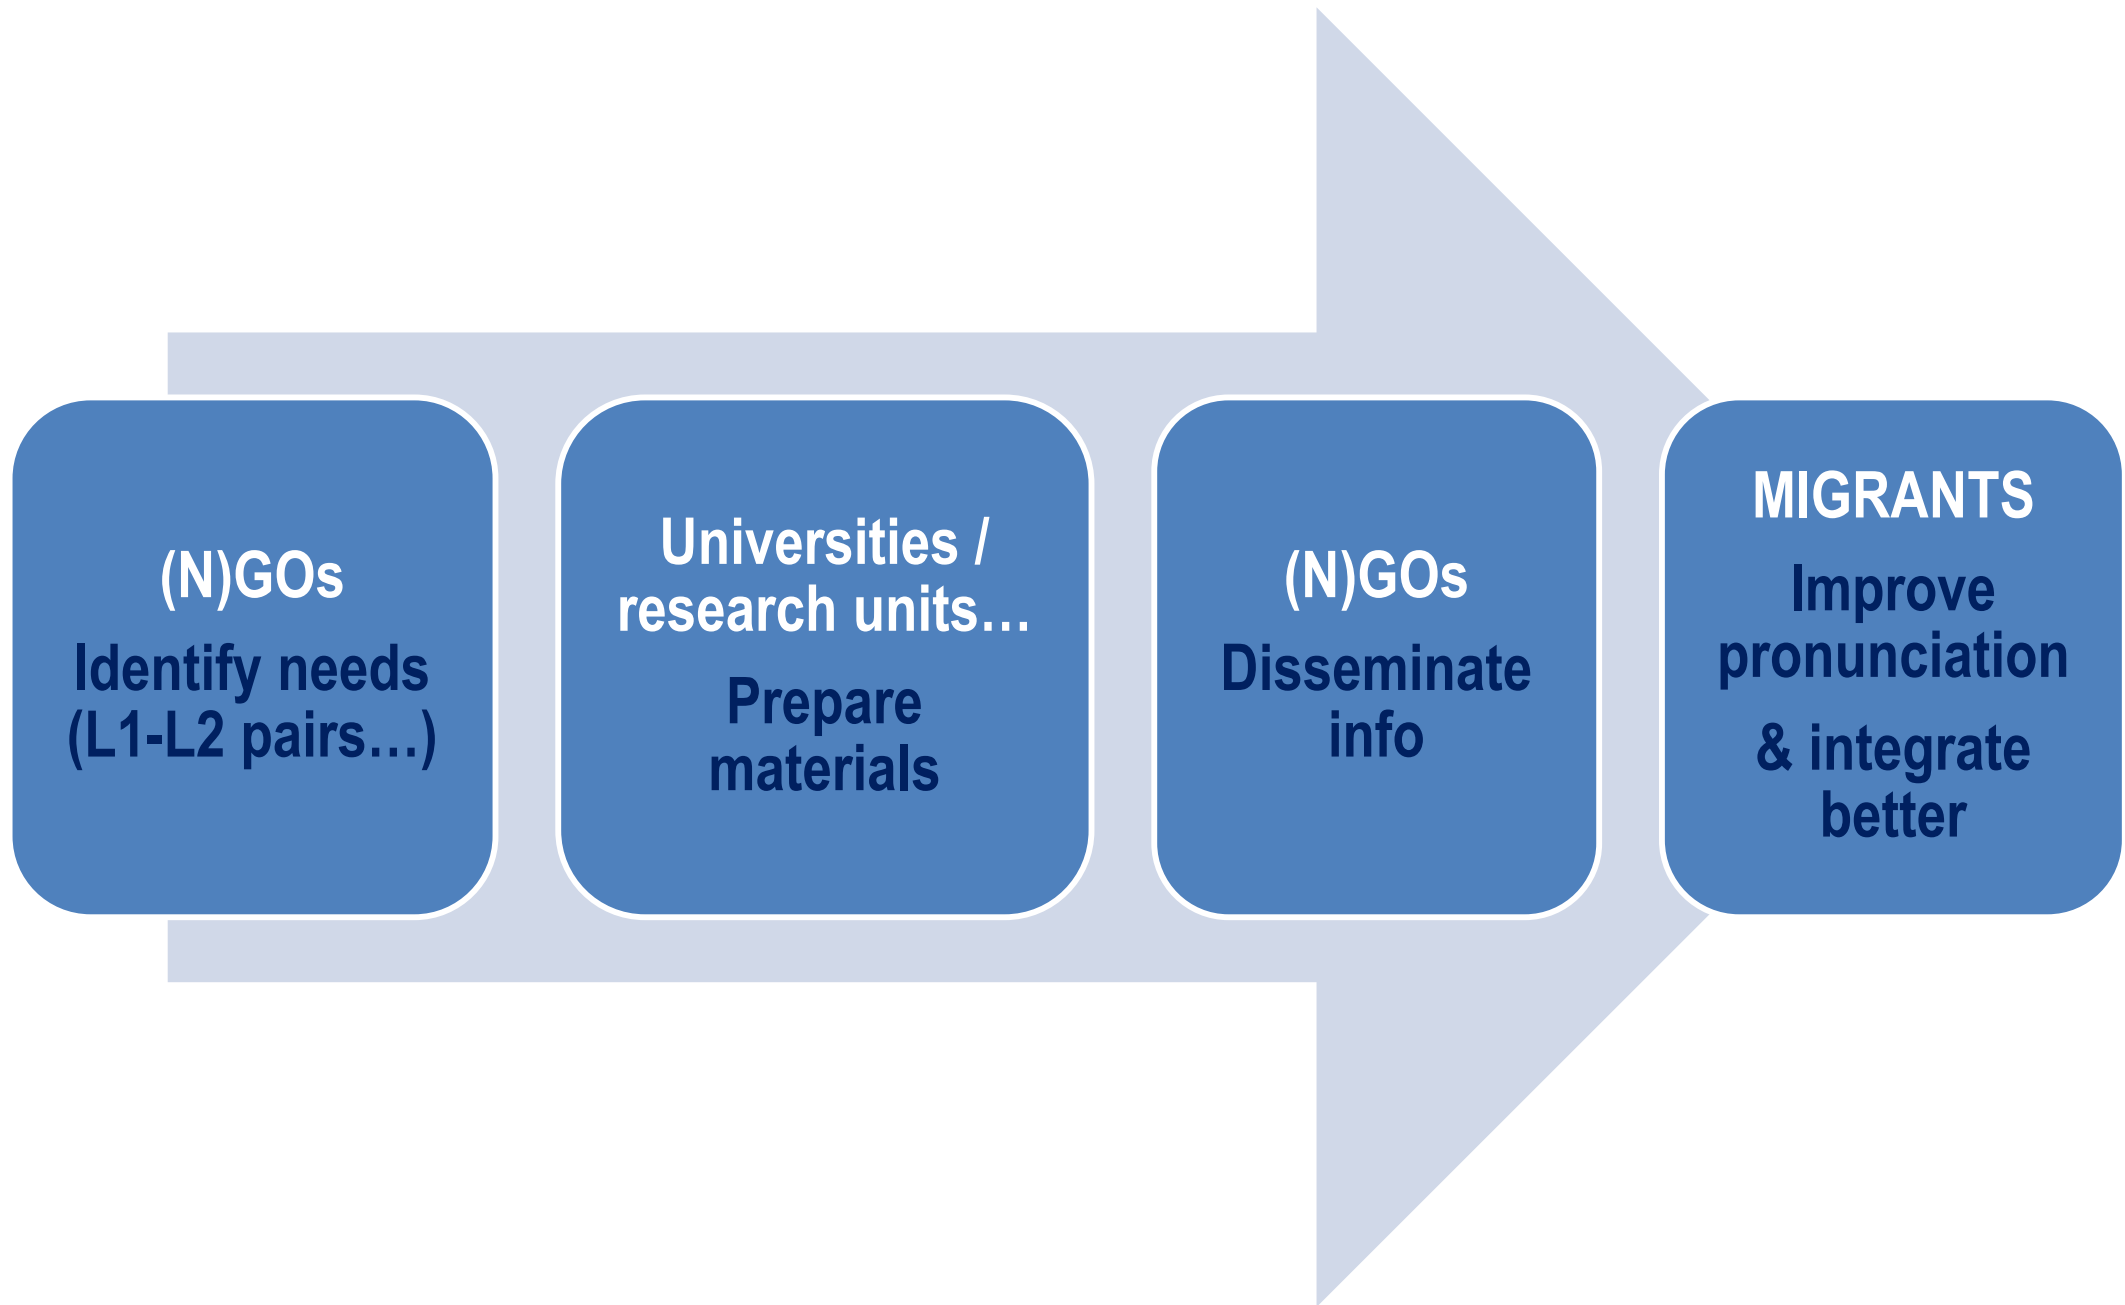 (N)GOs
Identify needs
(L1-L2 pairs…)
Universities /
research units…
Prepare
materials
(N)GOs
Disseminate
info
MIGRANTS
Improve
pronunciation
& integrate
better